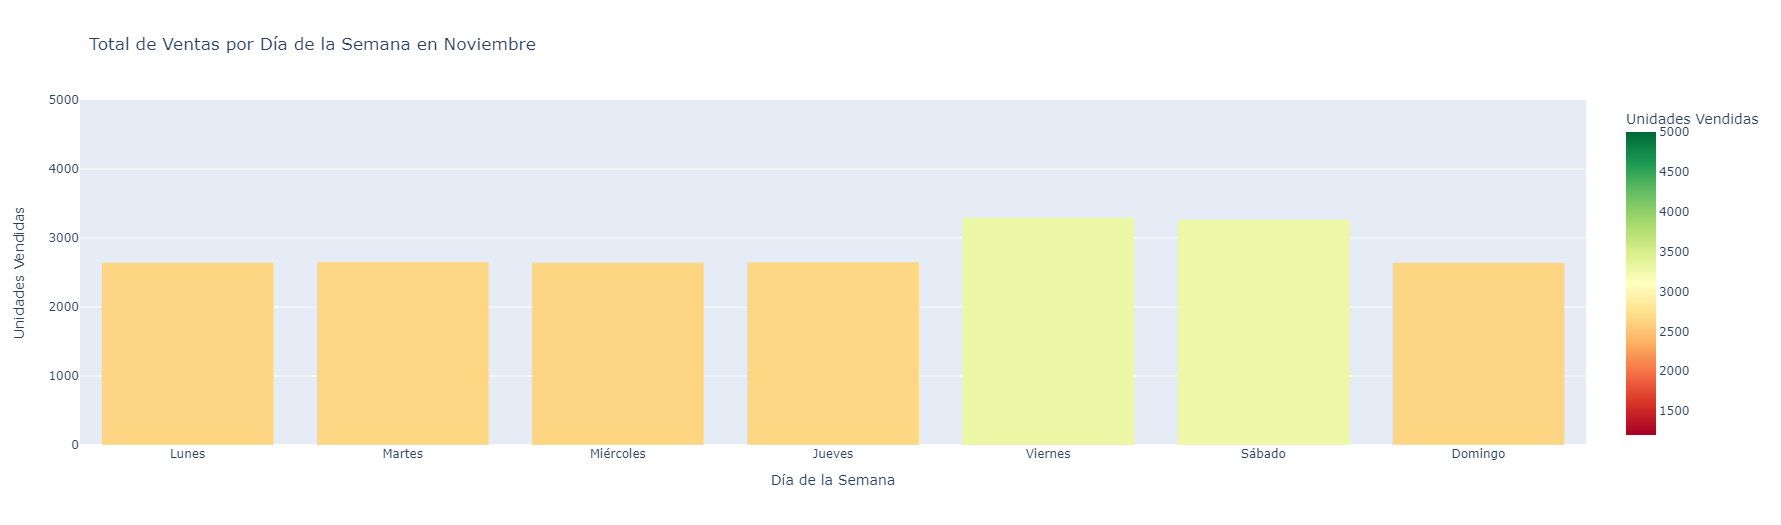 Total de Ventas por Día de la Semana en Noviembre
5000
4000
3000
2000
1000
0
Unidades Vendidas
Lunes
Martes
Miércoles
Jueves
Viernes
Sábado
Domingo
Día de la Semana
Unidades Vendidas
5000
4500
4000
3500
3000
2500
2000
1500